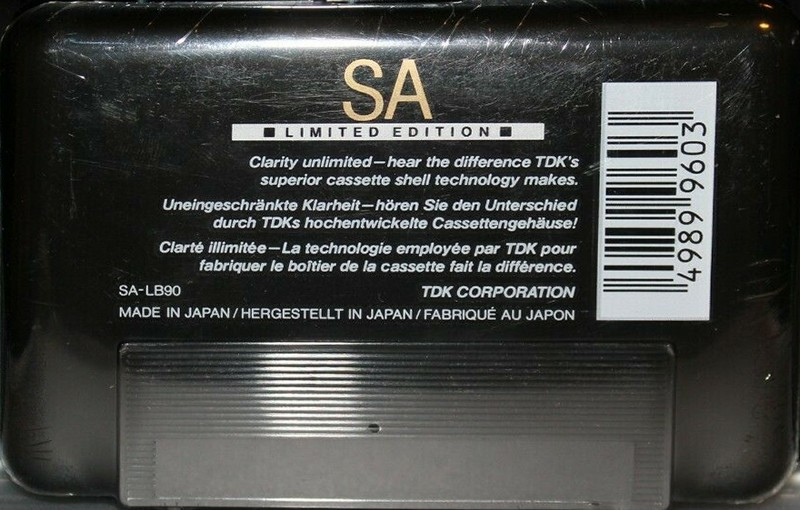 SA
LIMITED EDITION
Clarity unlimited—hear the difference TDK's
superior cassette shell technology makes.
Uneingeschränkte Klarheit—hören Sie den Unterschied
durch TDKs hochentwickelte Cassettengehäuse!
Clarté illimitée—La technologie employée par TDK pour
fabriquer le boîtier de la cassette fait la différence.
SA-LB90
TDK CORPORATION
MADE IN JAPAN/HERGESTELLT IN JAPAN/FABRIQUÉ AU JAPON
4989 9603